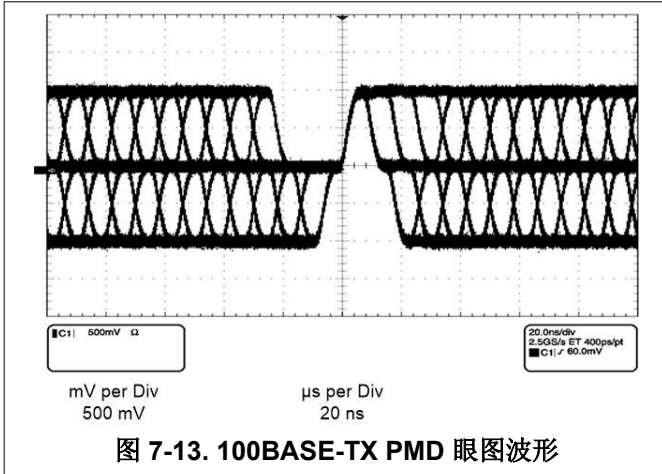 C1 500mV Ω
20.0ns/div
2.5GS/s ET 400ps/pt
C1 60.0mV
mV per Div
500 mV
µs per Div
20 ns
图 7-13. 100BASE-TX PMD 眼图波形